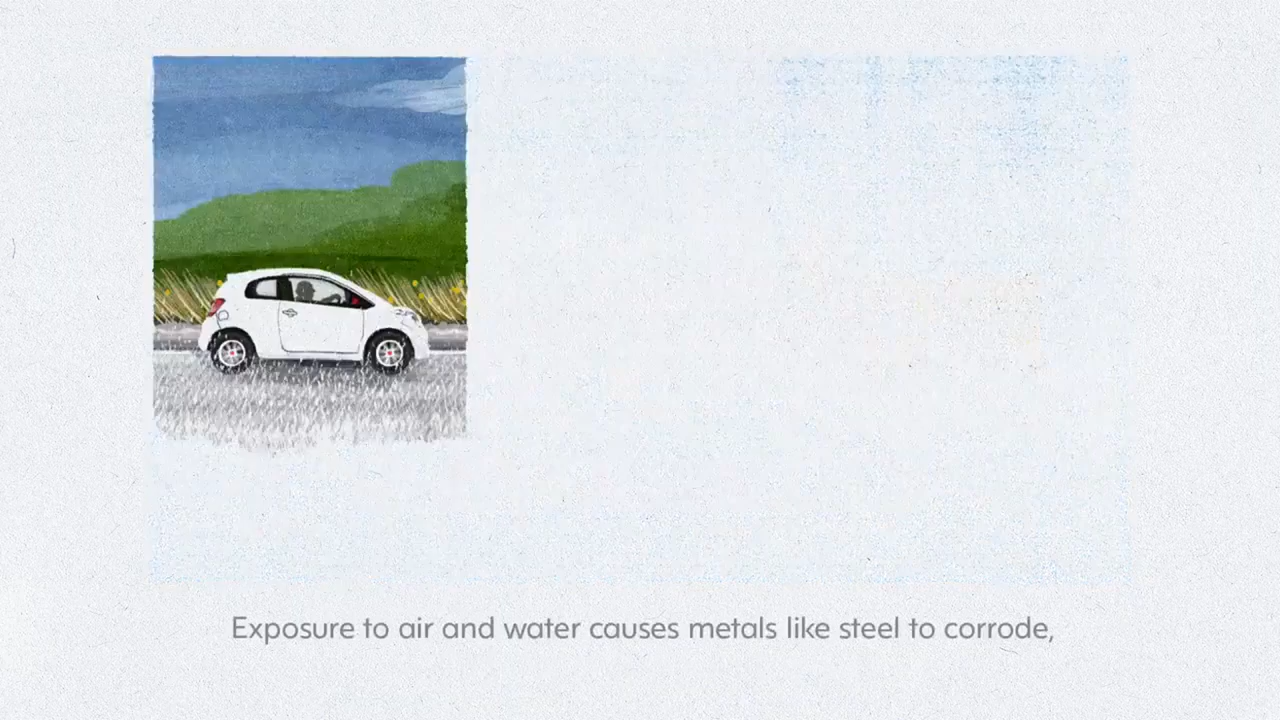 Exposure to air and water causes metals like steel to corrode,